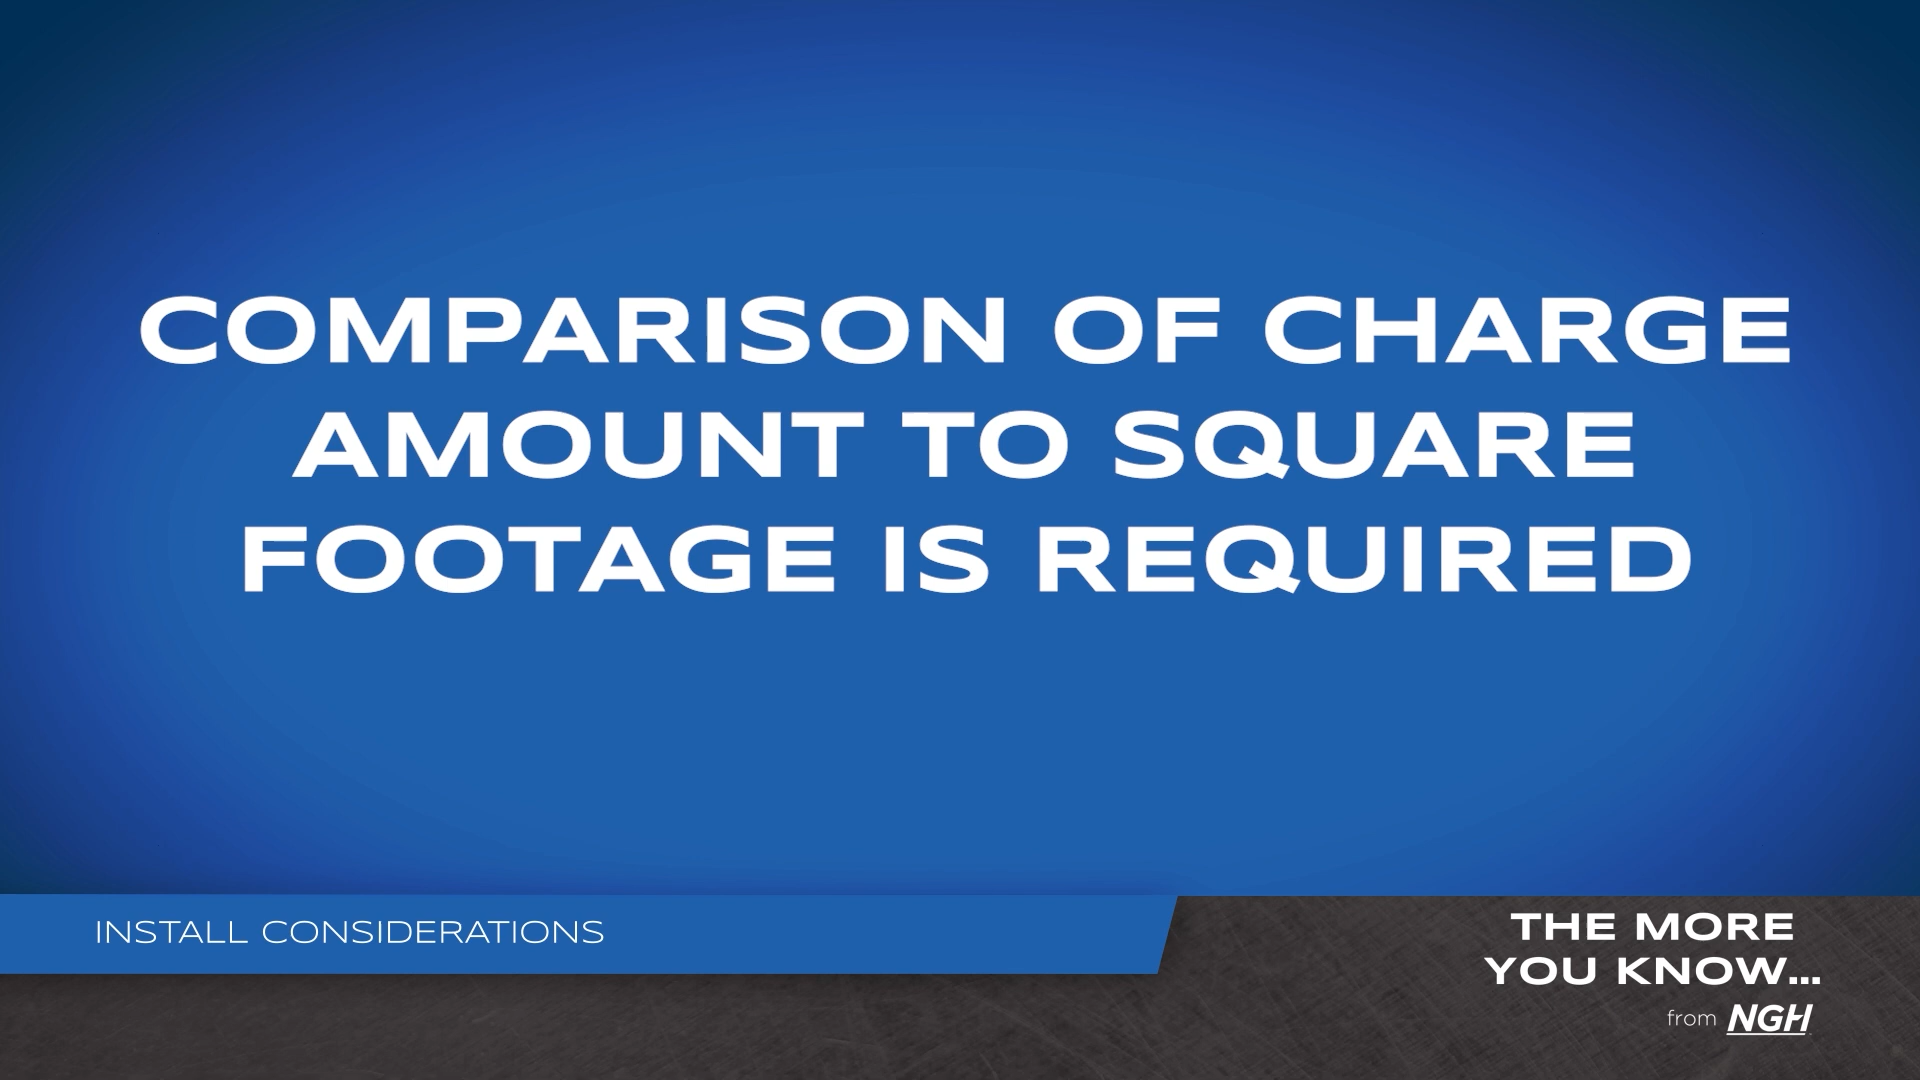 COMPARISON OF CHARGE
AMOUNT TO SQUARE
FOOTAGE IS REQUIRED
INSTALL CONSIDERATIONS
THE MORE
YOU KNOW...
from NGH